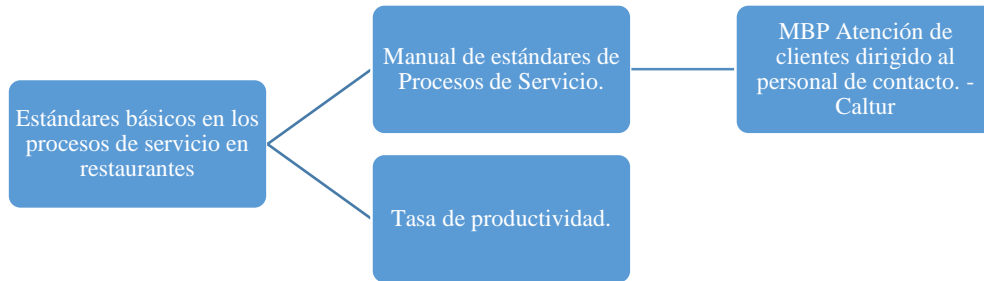 Estándares básicos en los
procesos de servicio en
restaurantes
Manual de estándares de
Procesos de Servicio.
MBP Atención de
clientes dirigido al
personal de contacto. -
Caltur
Tasa de productividad.